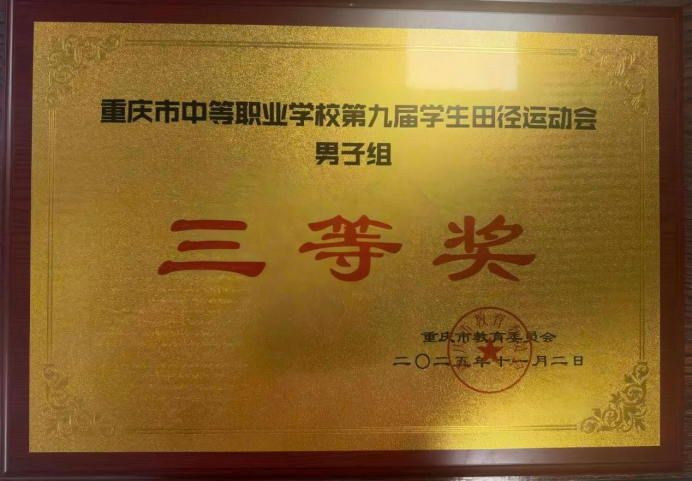 重庆市中等职业学校第九届学生田径运动会
男子组
三等奖
重庆市教育委员会
二〇二五年十一月二日